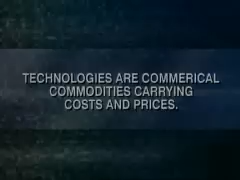 TECHNOLOGIES ARE COMMERICAL
COMMODITIES CARRYING
COSTS AND PRICES.